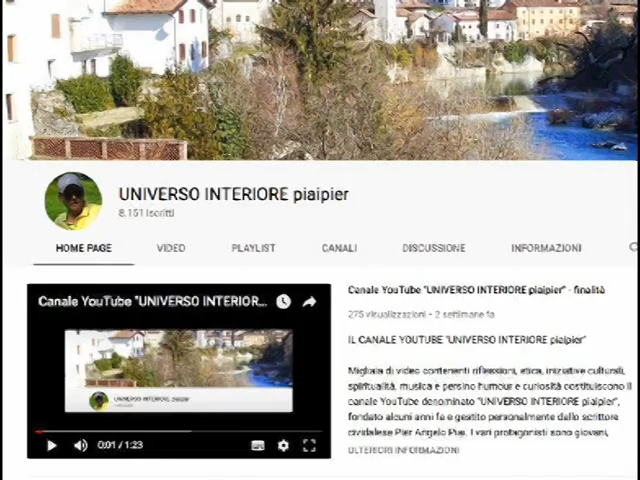 UNIVERSO INTERIORE piaipier
8.151 iscritti
HOME PAGE VIDEO PLAYLIST CANALI DISCUSSIONE INFORMAZIONI
Canale YouTube "UNIVERSO INTERIOR...
UNIVERSO INTERIORE piaipier
0:01 / 1:23
Canale YouTube "UNIVERSO INTERIORE piaipier" - finalità
275 visualizzazioni • 2 settimane fa
IL CANALE YOUTUBE "UNIVERSO INTERIORE piaipier"
Migliaia di video contenenti riflessioni, etica, iniziative culturali,
spiritualità, musica e persino humour e curiosità costituiscono il
canale YouTube denominato "UNIVERSO INTERIORE piaipier",
fondato alcuni anni fa e gestito personalmente dallo scrittore
cividalese Pier Angelo Piai. I vari protagonisti sono giovani,
ULTERIORI INFORMAZIONI